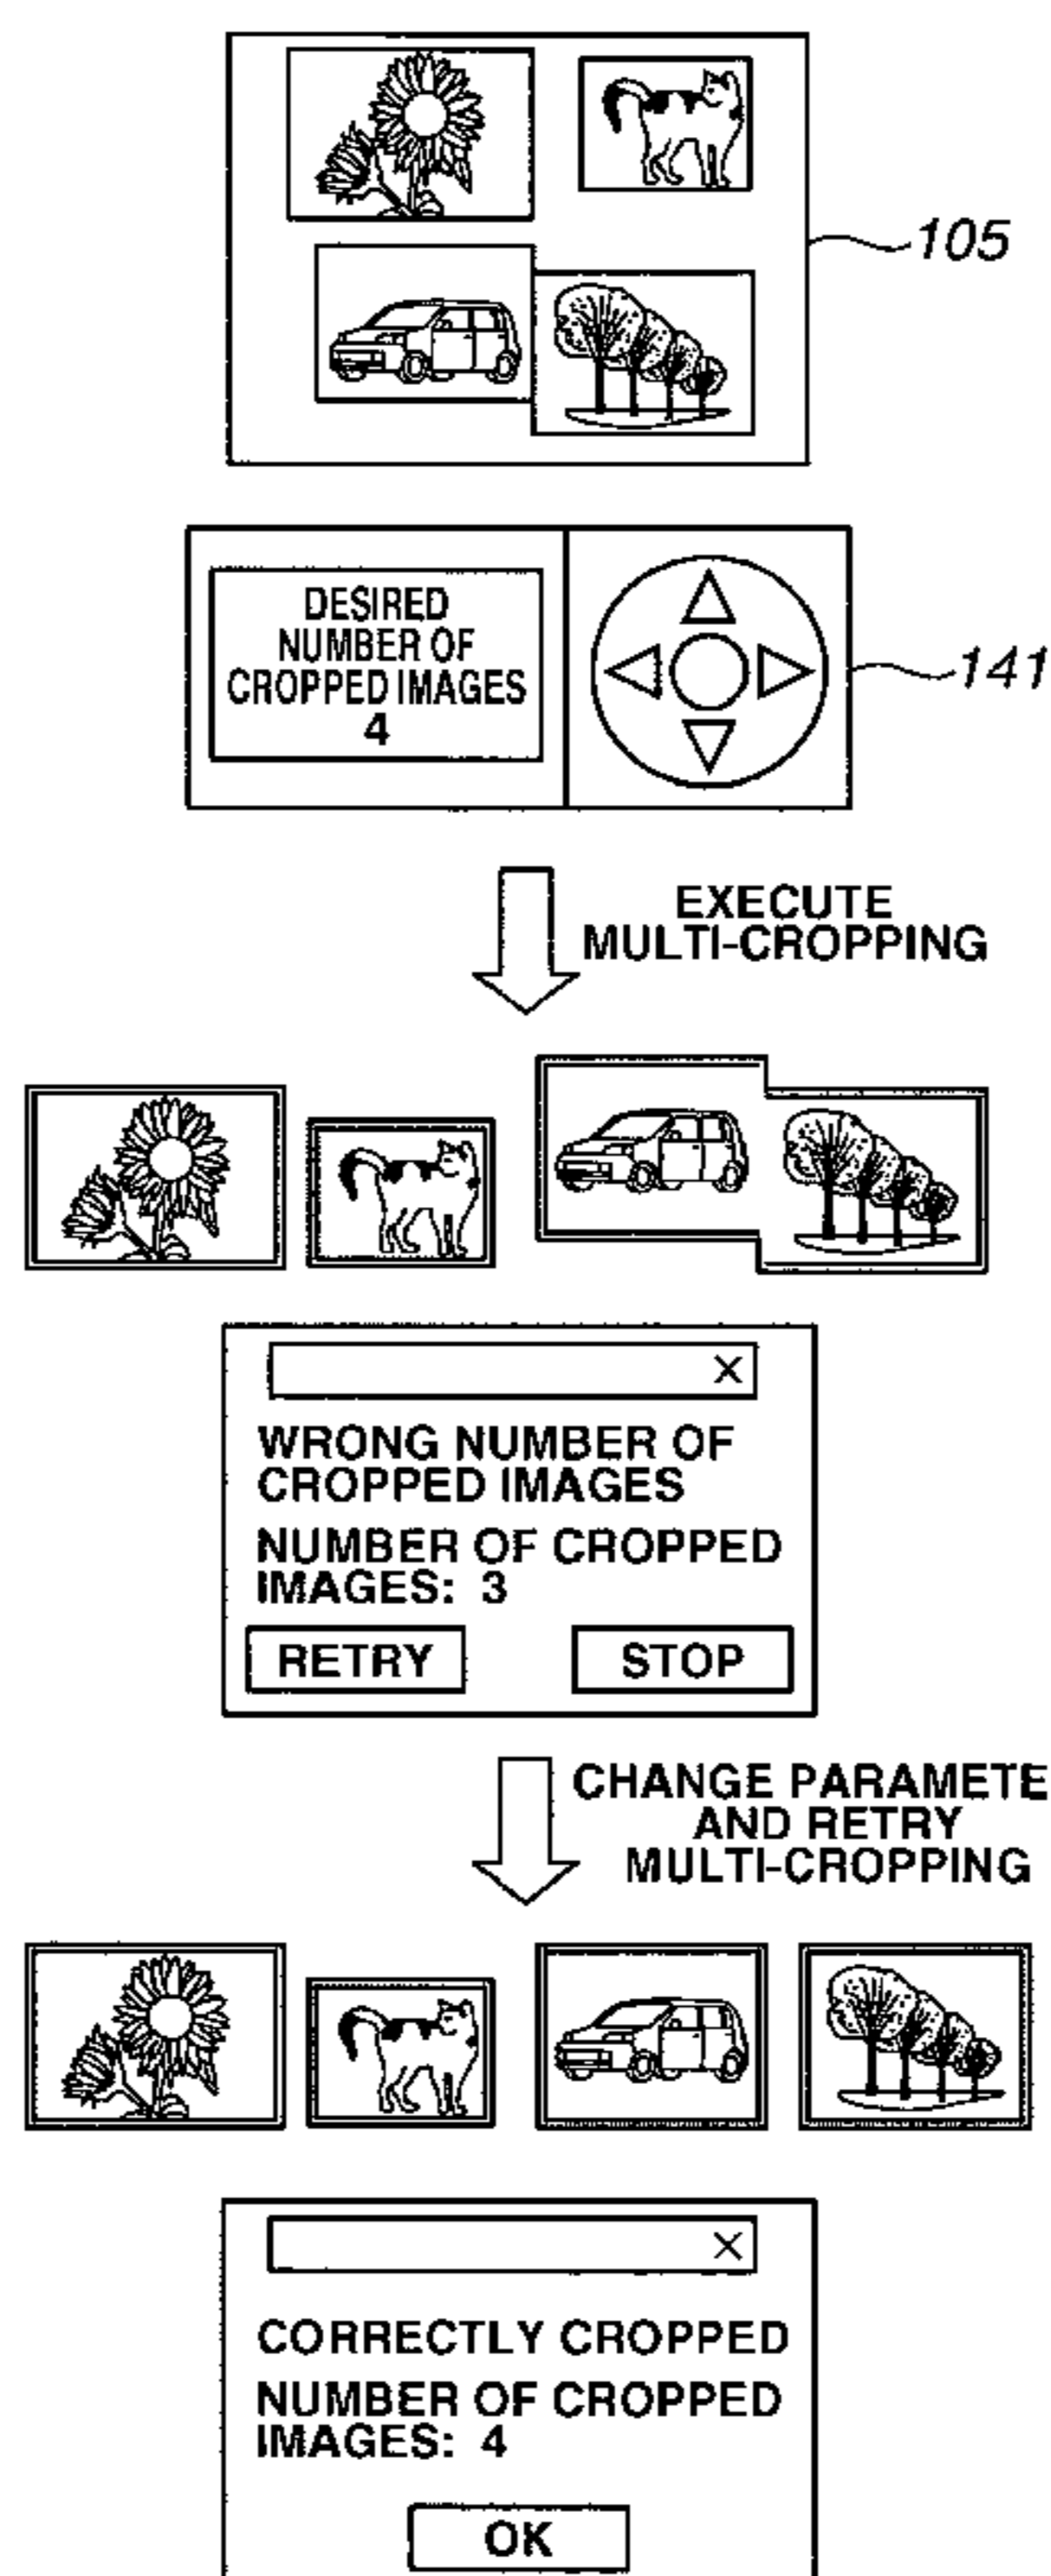 105
DESIRED
NUMBER OF
CROPPED IMAGES
4
141
EXECUTE
MULTI-CROPPING
X
WRONG NUMBER OF
CROPPED IMAGES
NUMBER OF CROPPED
IMAGES: 3
RETRY
STOP
CHANGE PARAMETE
AND RETRY
MULTI-CROPPING
X
CORRECTLY CROPPED
NUMBER OF CROPPED
IMAGES: 4
OK